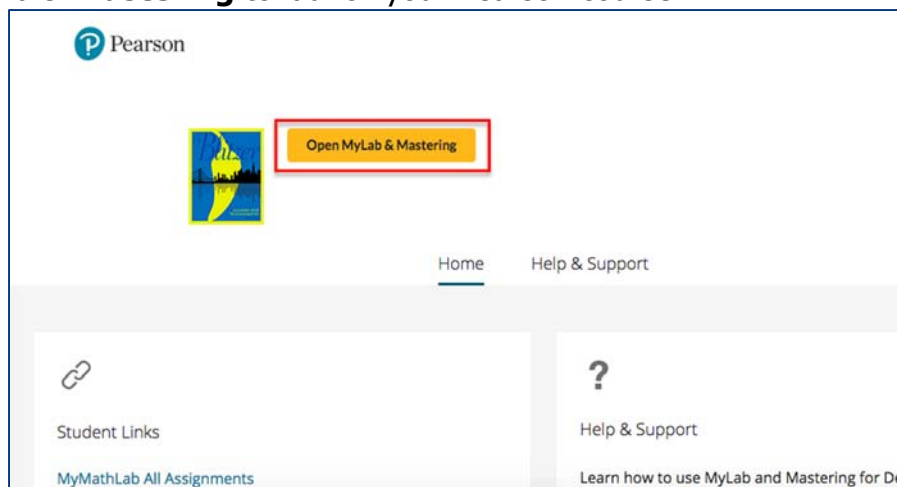 Pearson
Blitzer
Open MyLab & Mastering
Home Help & Support
Student Links
MyMathLab All Assignments
?
Help & Support
Learn how to use MyLab and Mastering for De